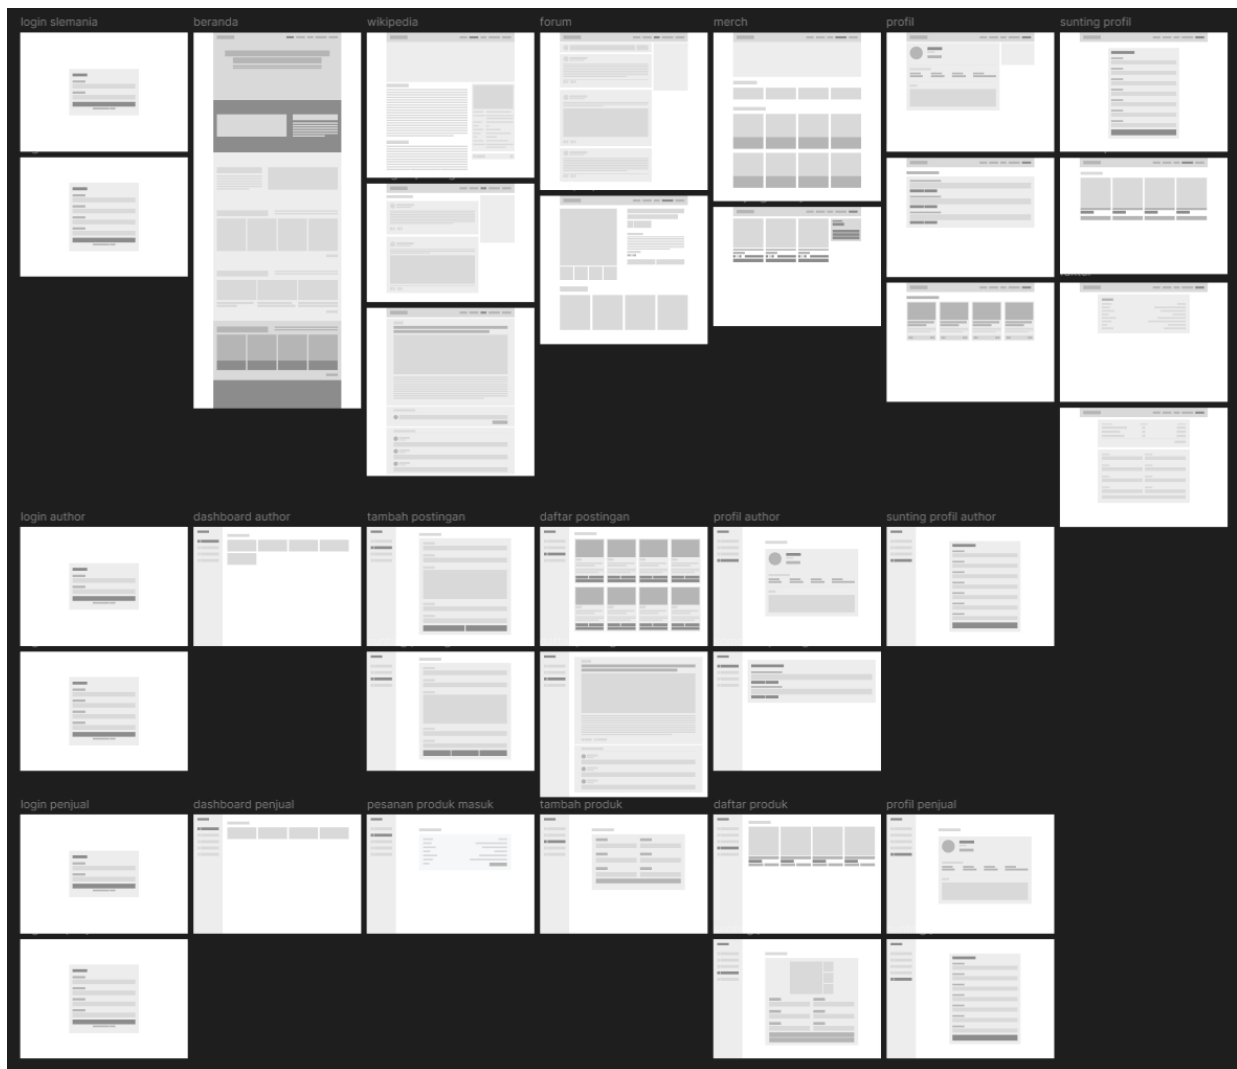 login slemania
beranda
wikipedia
forum
merch
profil
sunting profil
login author
dashboard author
tambah postingan
daftar postingan
profil author
sunting profil author
login penjual
dashboard penjual
pesanan produk masuk
tambah produk
daftar produk
profil penjual